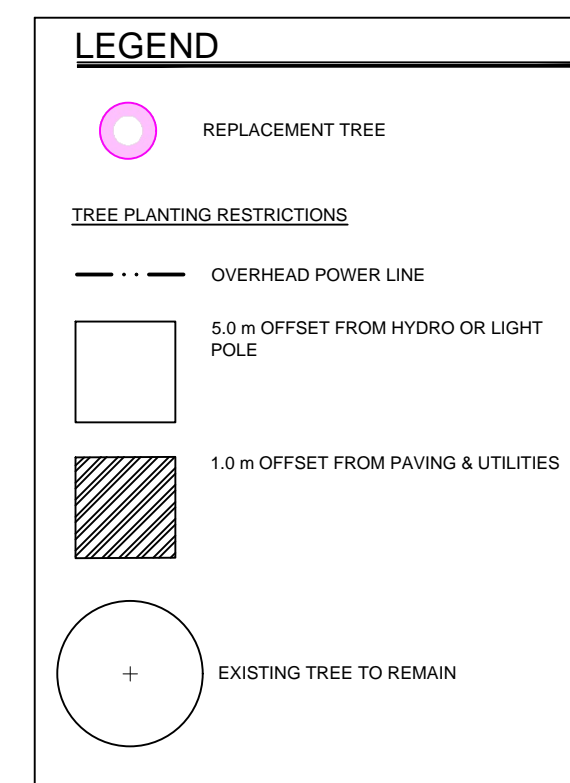 LEGEND
REPLACEMENT TREE
TREE PLANTING RESTRICTIONS
OVERHEAD POWER LINE
5.0 m OFFSET FROM HYDRO OR LIGHT
POLE
1.0 m OFFSET FROM PAVING & UTILITIES
EXISTING TREE TO REMAIN